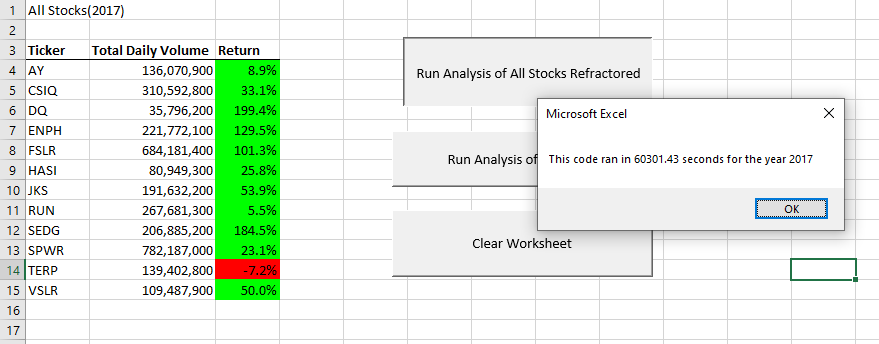 1 All Stocks(2017)
2
3 Ticker Total Daily Volume Return
4 AY 136,070,900 8.9%
5 CSIQ 310,592,800 33.1%
6 DQ 35,796,200 199.4%
7 ENPH 221,772,100 129.5%
8 FSLR 684,181,400 101.3%
9 HASI 80,949,300 25.8%
10 JKS 191,632,200 53.9%
11 RUN 267,681,300 5.5%
12 SEDG 206,885,200 184.5%
13 SPWR 782,187,000 23.1%
14 TERP 139,402,800 -7.2%
15 VSLR 109,487,900 50.0%
16
17
Run Analysis of All Stocks Refractored
Run Analysis of
Clear Worksheet
Microsoft Excel
This code ran in 60301.43 seconds for the year 2017
OK